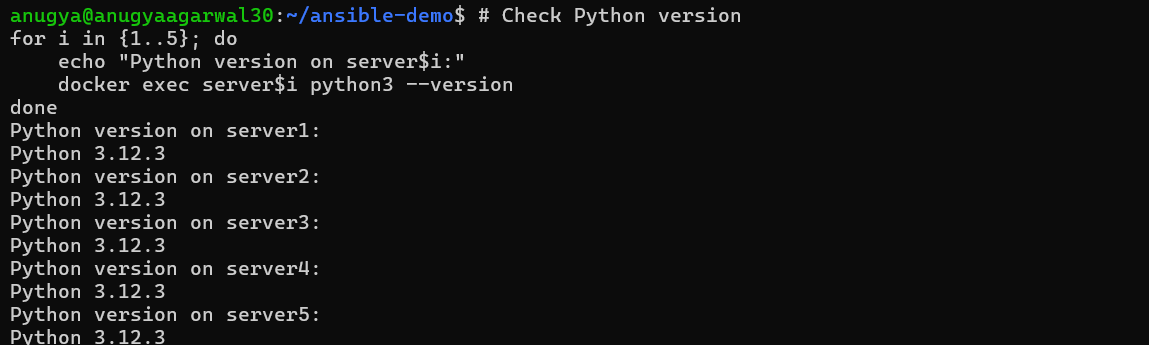 anugya@anugyaagarwal30:~/ansible-demo$ # Check Python version
for i in {1..5}; do
    echo "Python version on server$i:"
    docker exec server$i python3 --version
done
Python version on server1:
Python 3.12.3
Python version on server2:
Python 3.12.3
Python version on server3:
Python 3.12.3
Python version on server4:
Python 3.12.3
Python version on server5:
Python 3.12.3